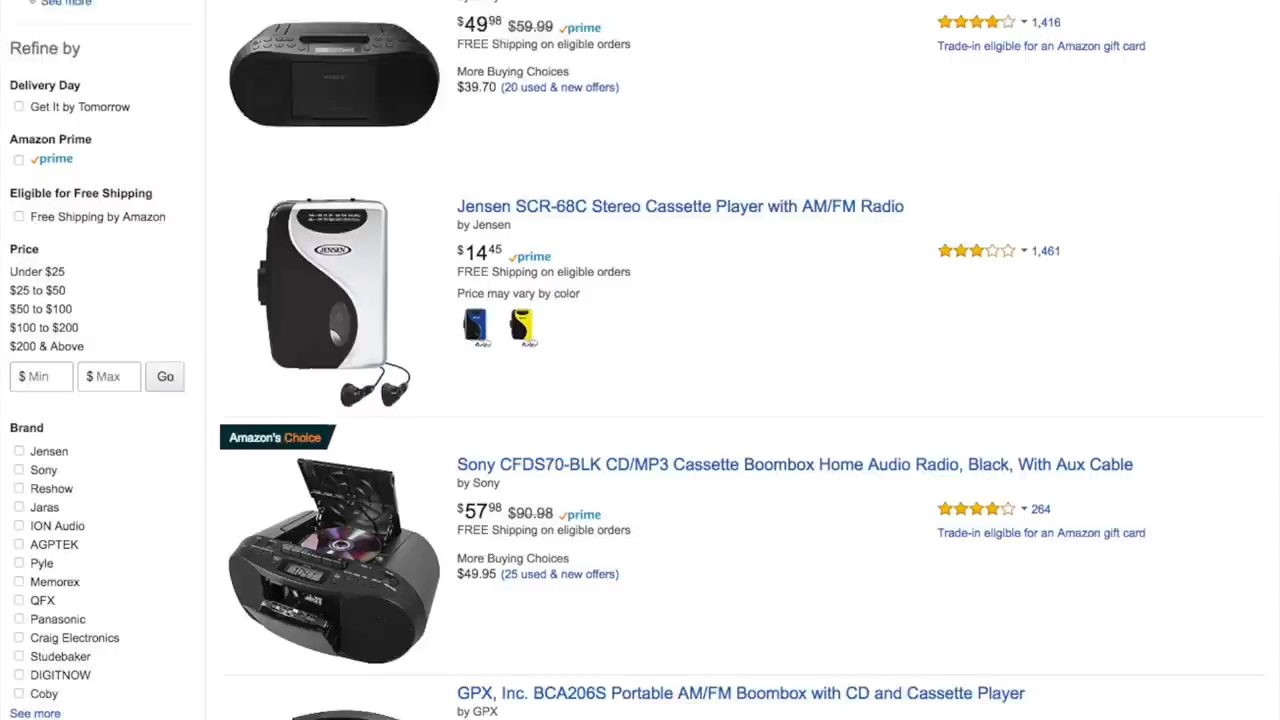 See more
Refine by
Delivery Day
Get It by Tomorrow
Amazon Prime
prime
Eligible for Free Shipping
Free Shipping by Amazon
Price
Under $25
$25 to $50
$50 to $100
$100 to $200
$200 & Above
$ Min $ Max Go
Brand
Jensen
Sony
Reshow
Jaras
ION Audio
AGPTEK
Pyle
Memorex
QFX
Panasonic
Craig Electronics
Studebaker
DIGITNOW
Coby
See more
$49.98 $59.99 prime
FREE Shipping on eligible orders
More Buying Choices
$39.70 (20 used & new offers)
1,416
Trade-in eligible for an Amazon gift card
SONY
Jensen SCR-68C Stereo Cassette Player with AM/FM Radio
by Jensen
$14.45 prime
FREE Shipping on eligible orders
Price may vary by color
1,461
JENSEN
Amazon's Choice
Sony CFDS70-BLK CD/MP3 Cassette Boombox Home Audio Radio, Black, With Aux Cable
by Sony
$57.98 $90.98 prime
FREE Shipping on eligible orders
More Buying Choices
$49.95 (25 used & new offers)
264
Trade-in eligible for an Amazon gift card
GPX, Inc. BCA206S Portable AM/FM Boombox with CD and Cassette Player
by GPX